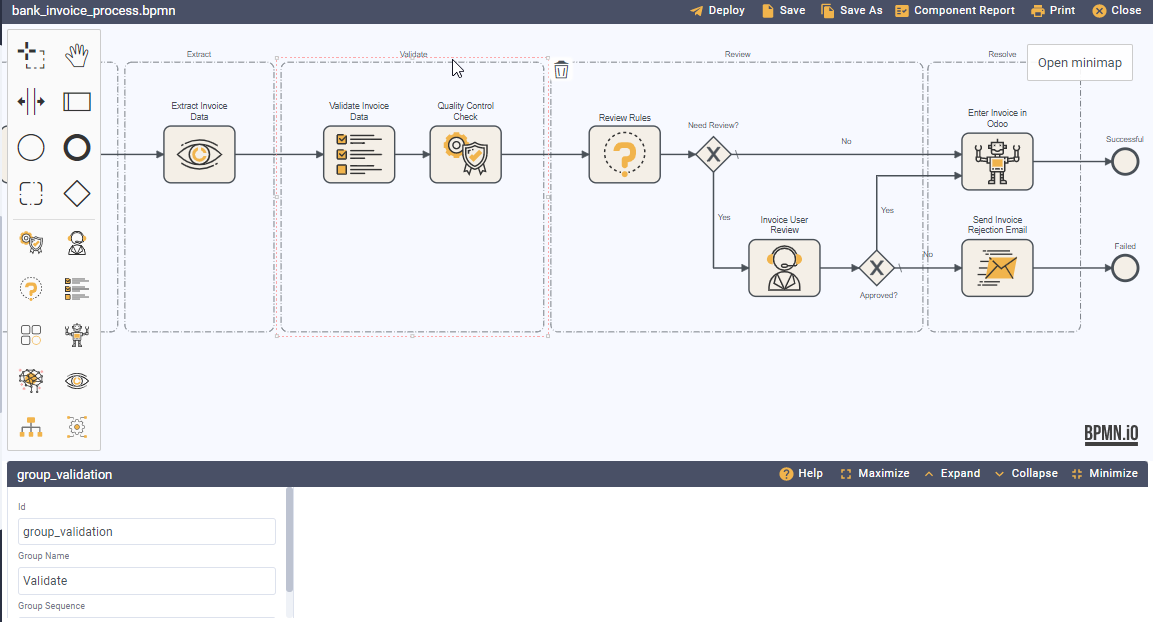 bank_invoice_process.bpmn
Deploy
Save
Save As
Component Report
Print
Close
Extract
Validate
Review
Resolve
Open minimap
Extract Invoice
Data
Validate Invoice
Data
Quality Control
Check
Review Rules
Need Review?
No
Enter Invoice in
Odoo
Successful
Yes
Invoice User
Review
Yes
Send Invoice
Rejection Email
No
Failed
Approved?
BPMN.iO
group_validation
Help
Maximize
Expand
Collapse
Minimize
Id
group_validation
Group Name
Validate
Group Sequence